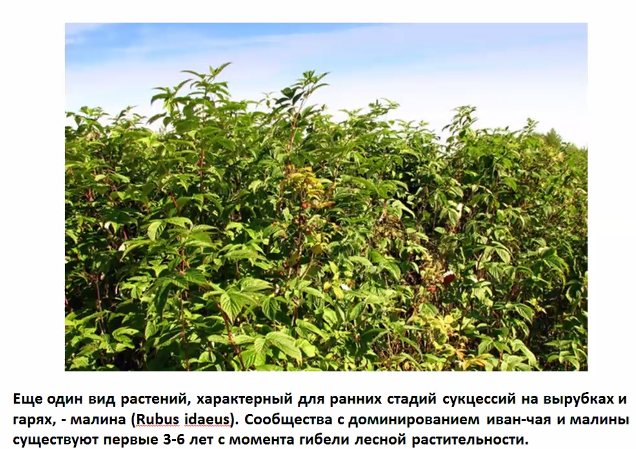 Еще один вид растений, характерный для ранних стадий сукцессий на вырубках и
гарях, - малина (Rubus idaeus). Сообщества с доминированием иван-чая и малины
существуют первые 3-6 лет с момента гибели лесной растительности.